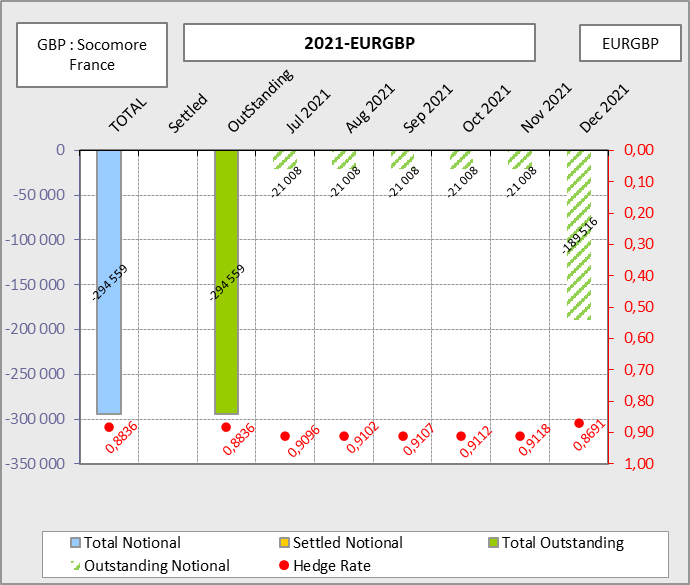 GBP : Socomore
France
2021-EURGBP
EURGBP
TOTAL
Settled
OutStanding
Jul 2021
Aug 2021
Sep 2021
Oct 2021
Nov 2021
Dec 2021
0
-50 000
-100 000
-150 000
-200 000
-250 000
-300 000
-350 000
0,00
0,10
0,20
0,30
0,40
0,50
0,60
0,70
0,80
0,90
1,00
-294 559
-294 559
-21 008
-21 008
-21 008
-21 008
-21 008
-189 516
0,8836
0,8836
0,9096
0,9102
0,9107
0,9112
0,9118
0,8691
Total Notional
Settled Notional
Total Outstanding
Outstanding Notional
Hedge Rate